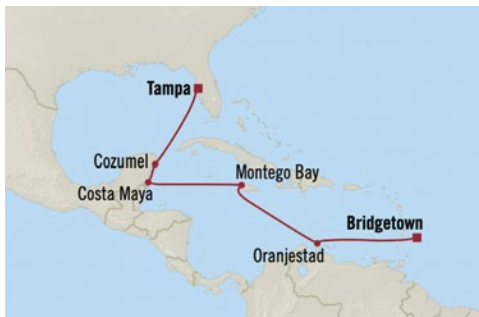 Tampa
Cozumel
Costa Maya
Montego Bay
Bridgetown
Oranjestad